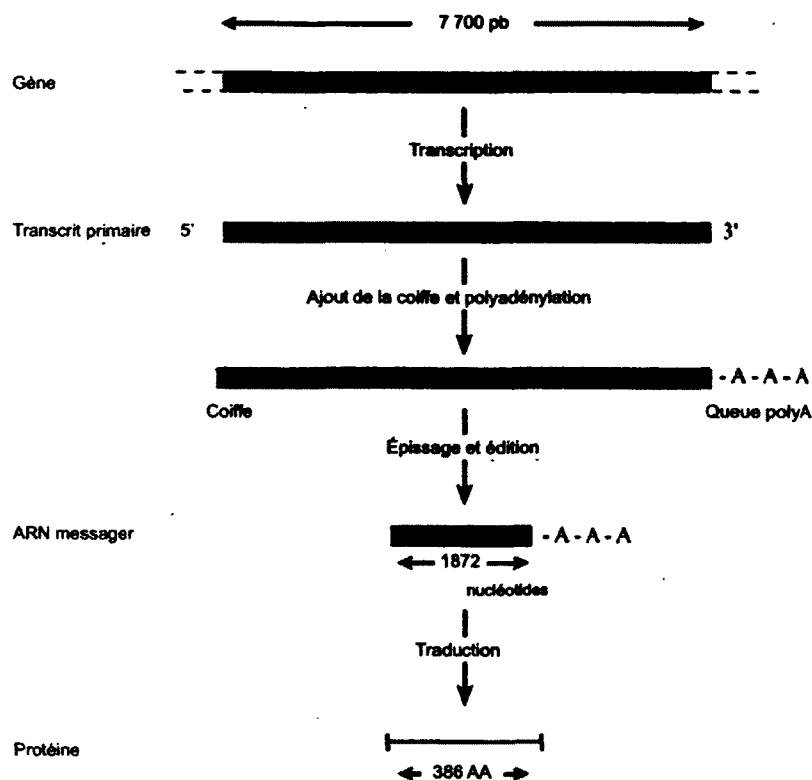 7 700 pb
Gène
Transcription
Transcrit primaire 5' 3'
Ajout de la coiffe et polyadénylation
- A - A - A
Coiffe Queue polyA
Épissage et édition
ARN messager - A - A - A
1872
nucléotides
Traduction
Protéine
386 AA